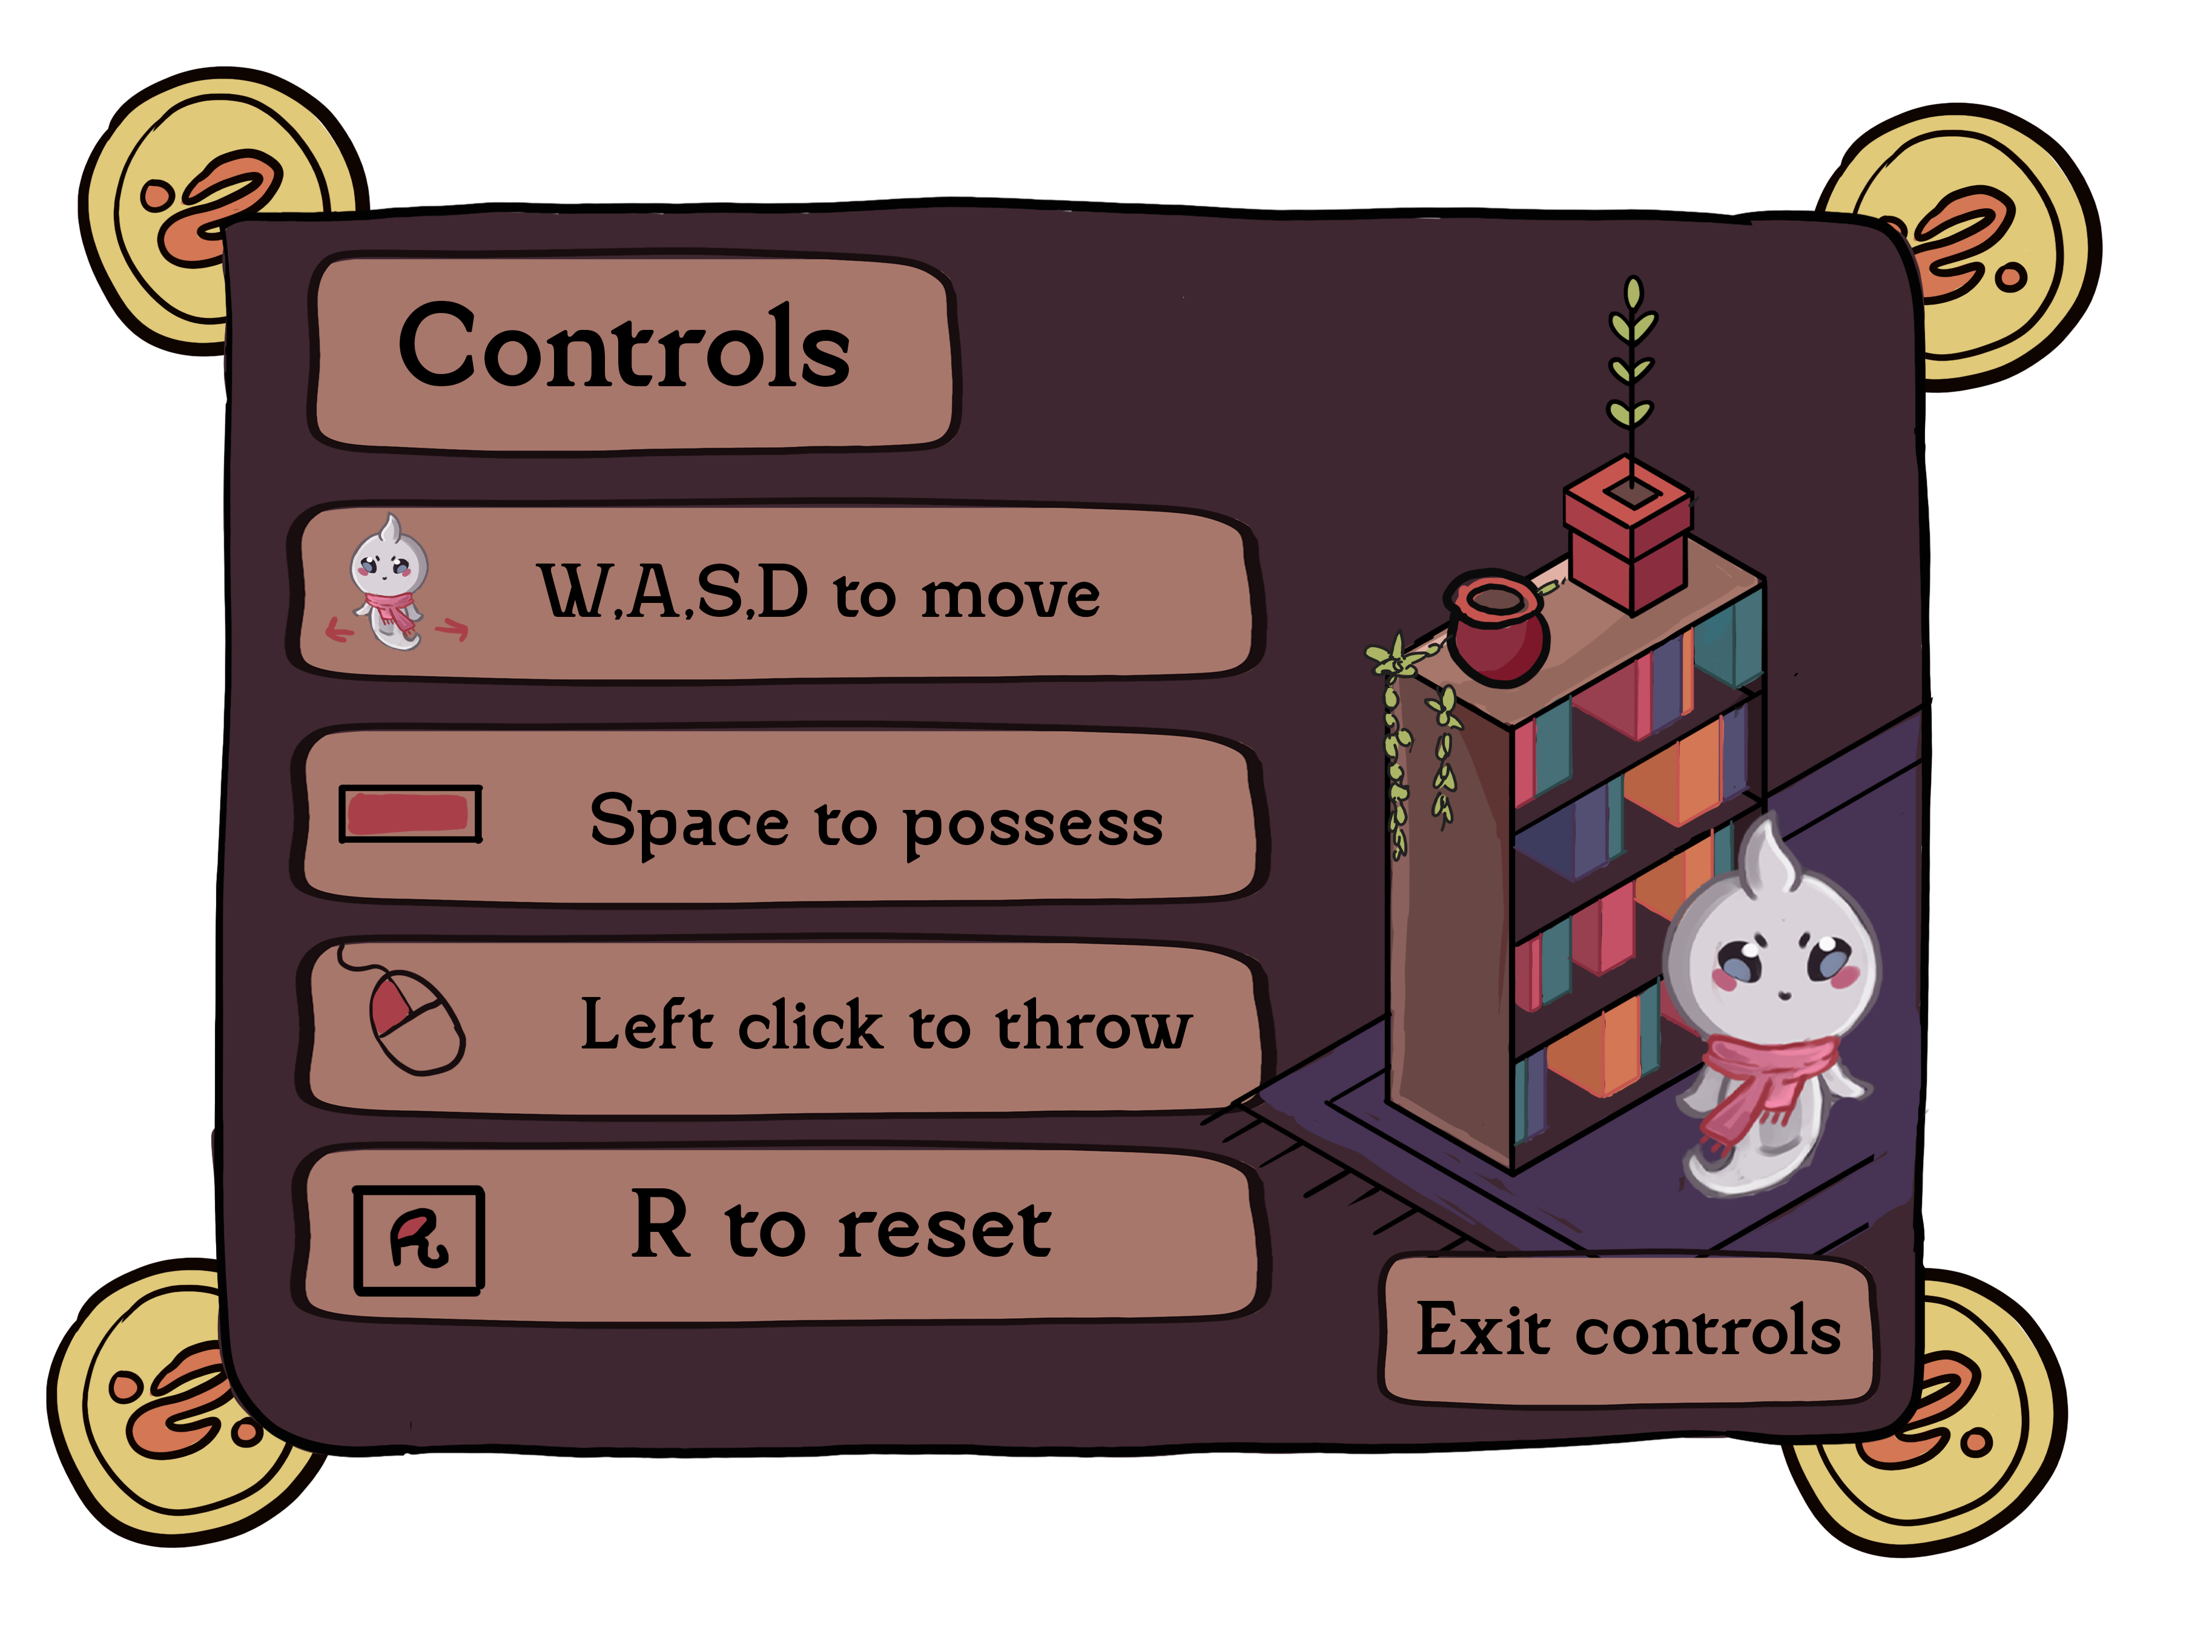 Controls
W,A,S,D to move
Space to possess
Left click to throw
R
R to reset
Exit controls